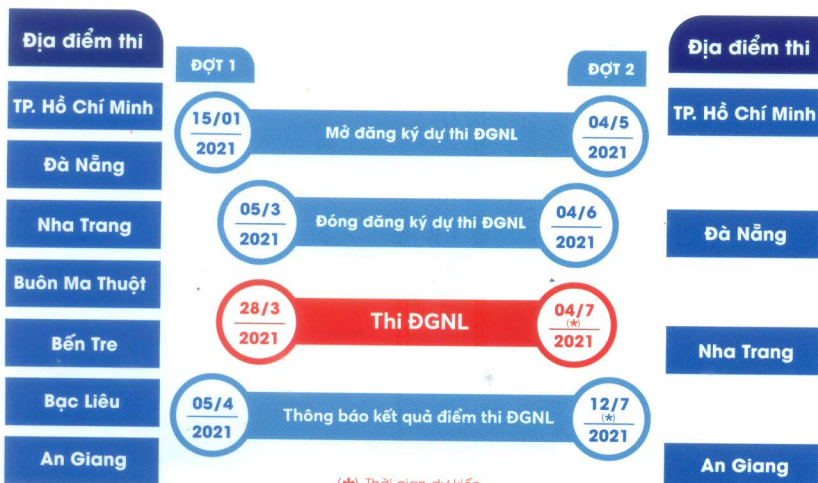 Địa điểm thi
TP. Hồ Chí Minh
Đà Nẵng
Nha Trang
Buôn Ma Thuột
Bến Tre
Bạc Liêu
An Giang
ĐỢT 1
ĐỢT 2
15/01
2021
Mở đăng ký dự thi ĐGNL
04/5
2021
05/3
2021
Đóng đăng ký dự thi ĐGNL
04/6
2021
28/3
2021
Thi ĐGNL
04/7
(*)
2021
05/4
2021
Thông báo kết quả điểm thi ĐGNL
12/7
(*)
2021
(*) Thời gian dự kiến
Địa điểm thi
TP. Hồ Chí Minh
Đà Nẵng
Nha Trang
An Giang